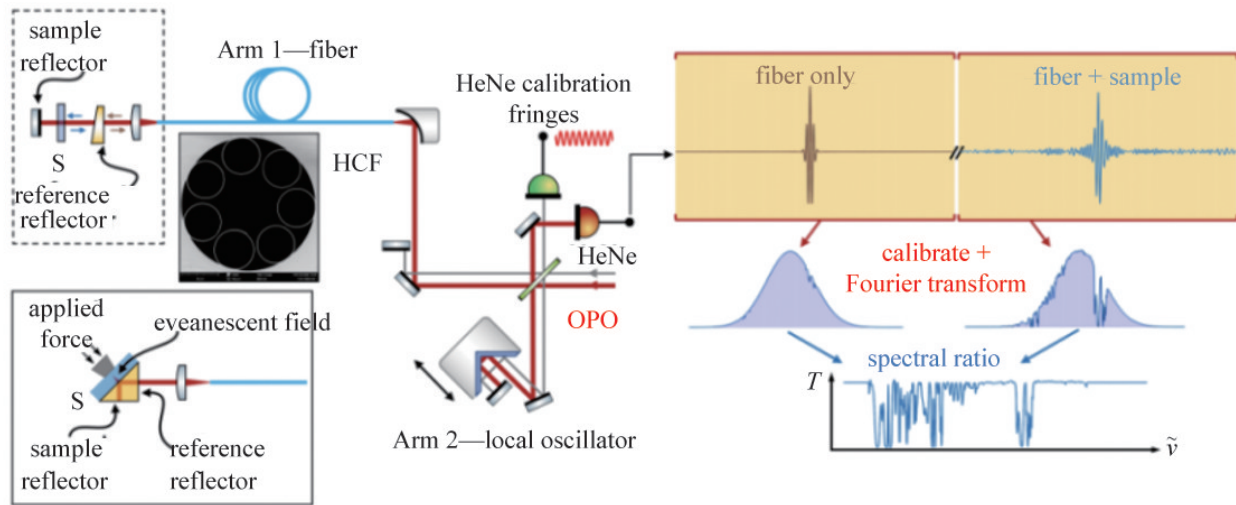 sample
reflector
S
reference
reflector
Arm 1—fiber
HCF
HeNe calibration
fringes
HeNe
OPO
Arm 2—local oscillator
applied
force
eveanescent field
S
sample
reflector
reference
reflector
fiber only
fiber + sample
calibrate +
Fourier transform
spectral ratio
T
ṽ